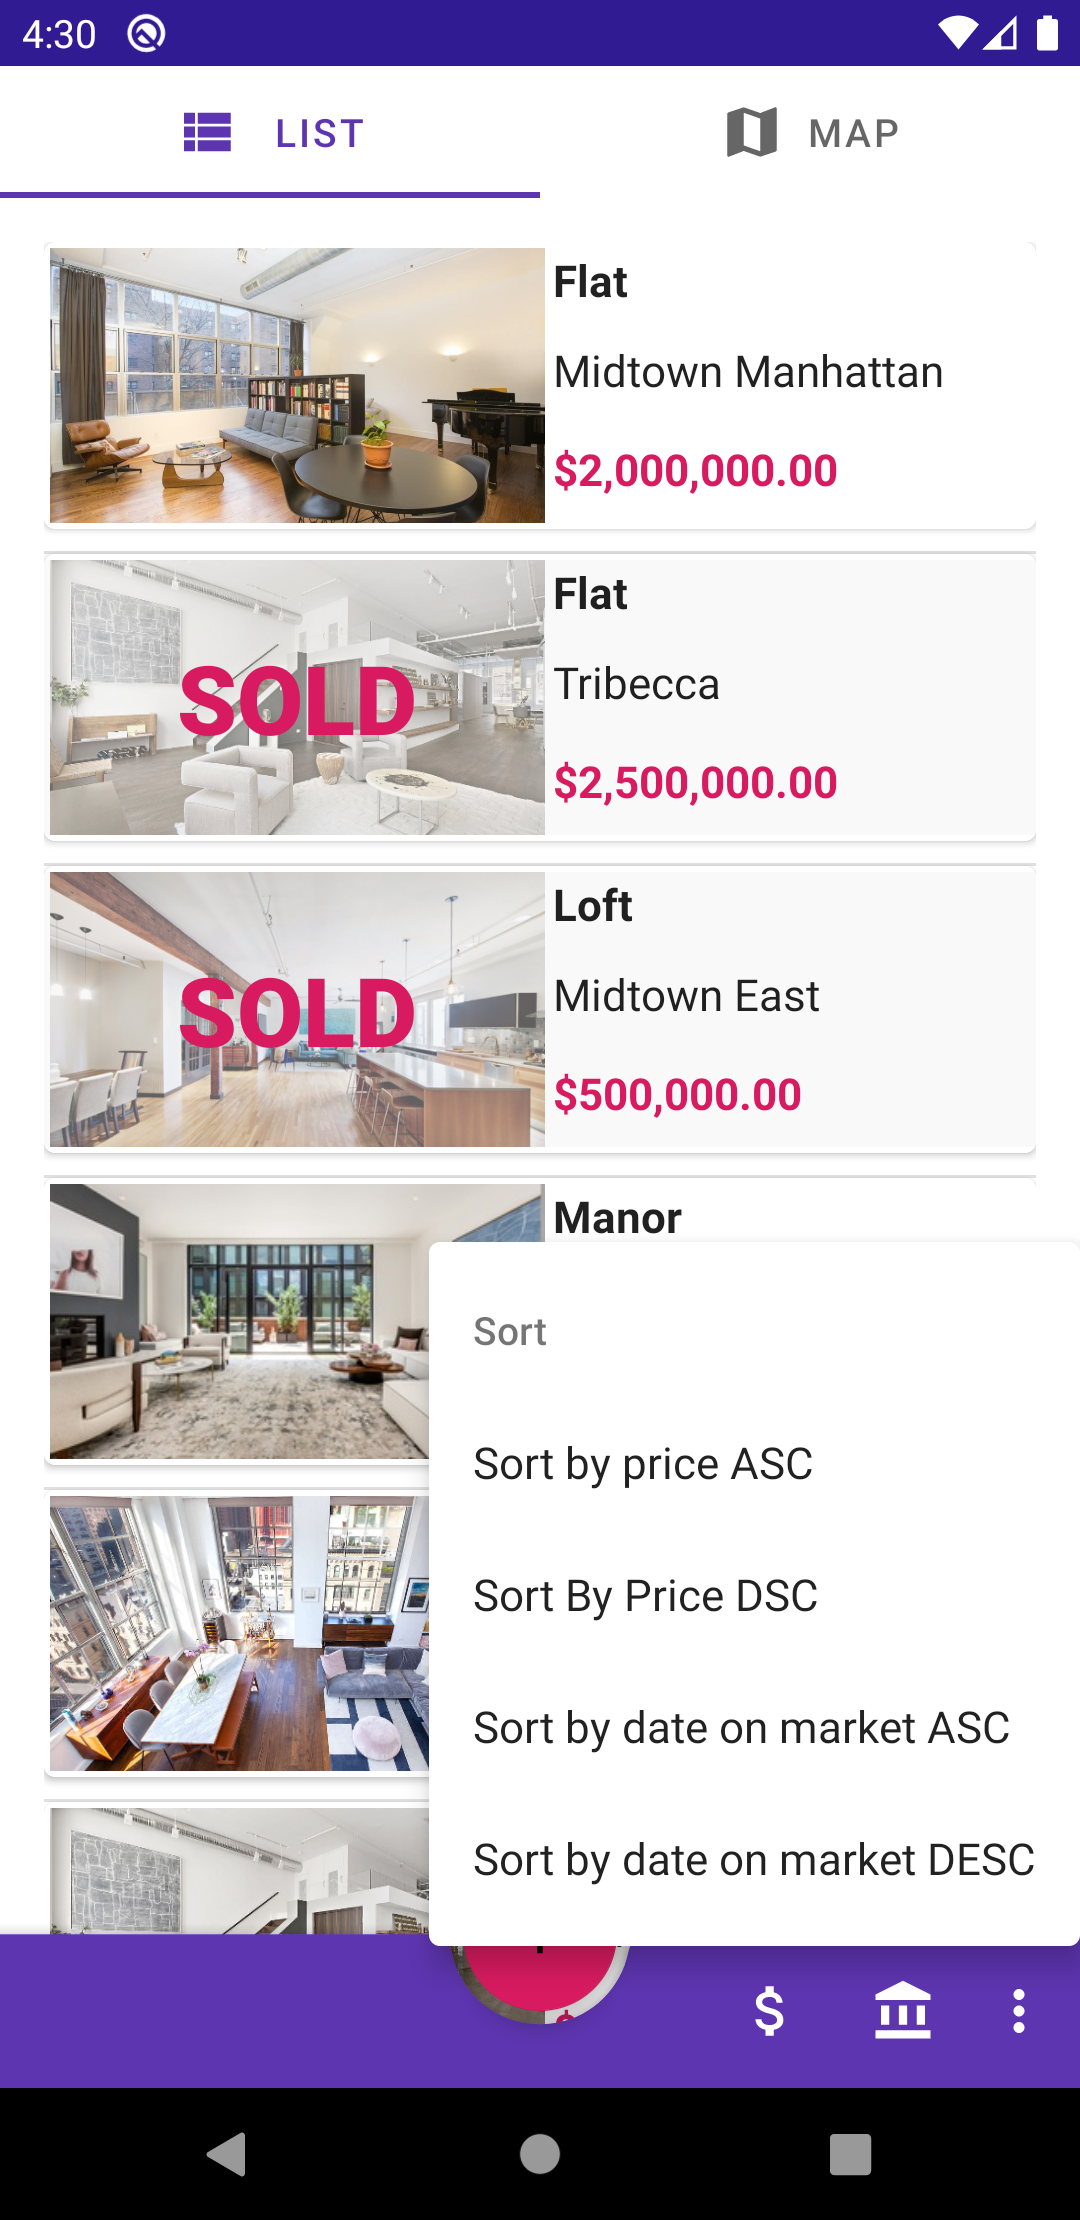 4:30
LIST
MAP
Flat
Midtown Manhattan
$2,000,000.00
SOLD
Flat
Tribecca
$2,500,000.00
SOLD
Loft
Midtown East
$500,000.00
Manor
Sort
Sort by price ASC
Sort By Price DSC
Sort by date on market ASC
Sort by date on market DESC